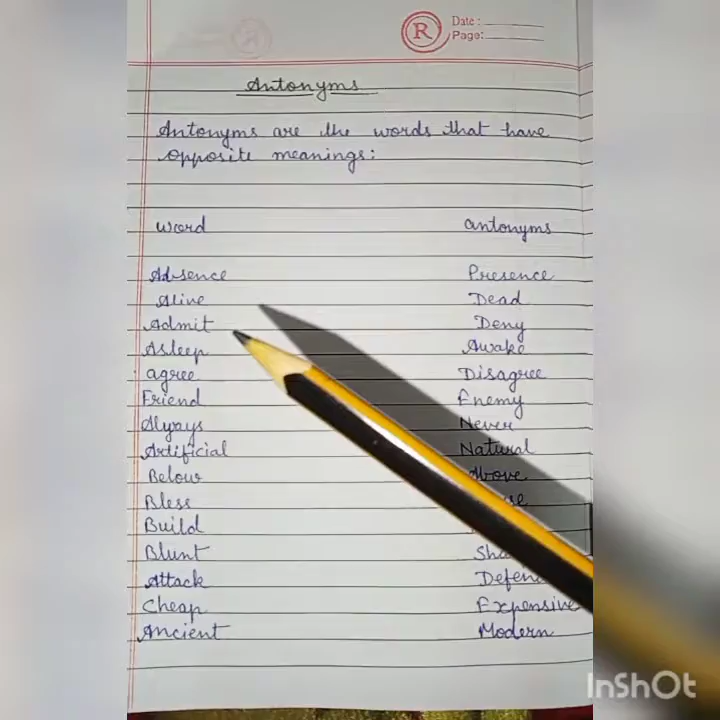 R
Date :
Page:
Antonyms
Antonyms are the words that have
opposite meanings:
word antonyms
Absence Presence
Alive Dead
Admit Deny
Asleep Awake
agree Disagree
Friend Enemy
Alyays Never
Artificial Natural
Below Above
Bless
Build
Blunt
Attack
Cheap Expensive
Ancient Modern
InShOt